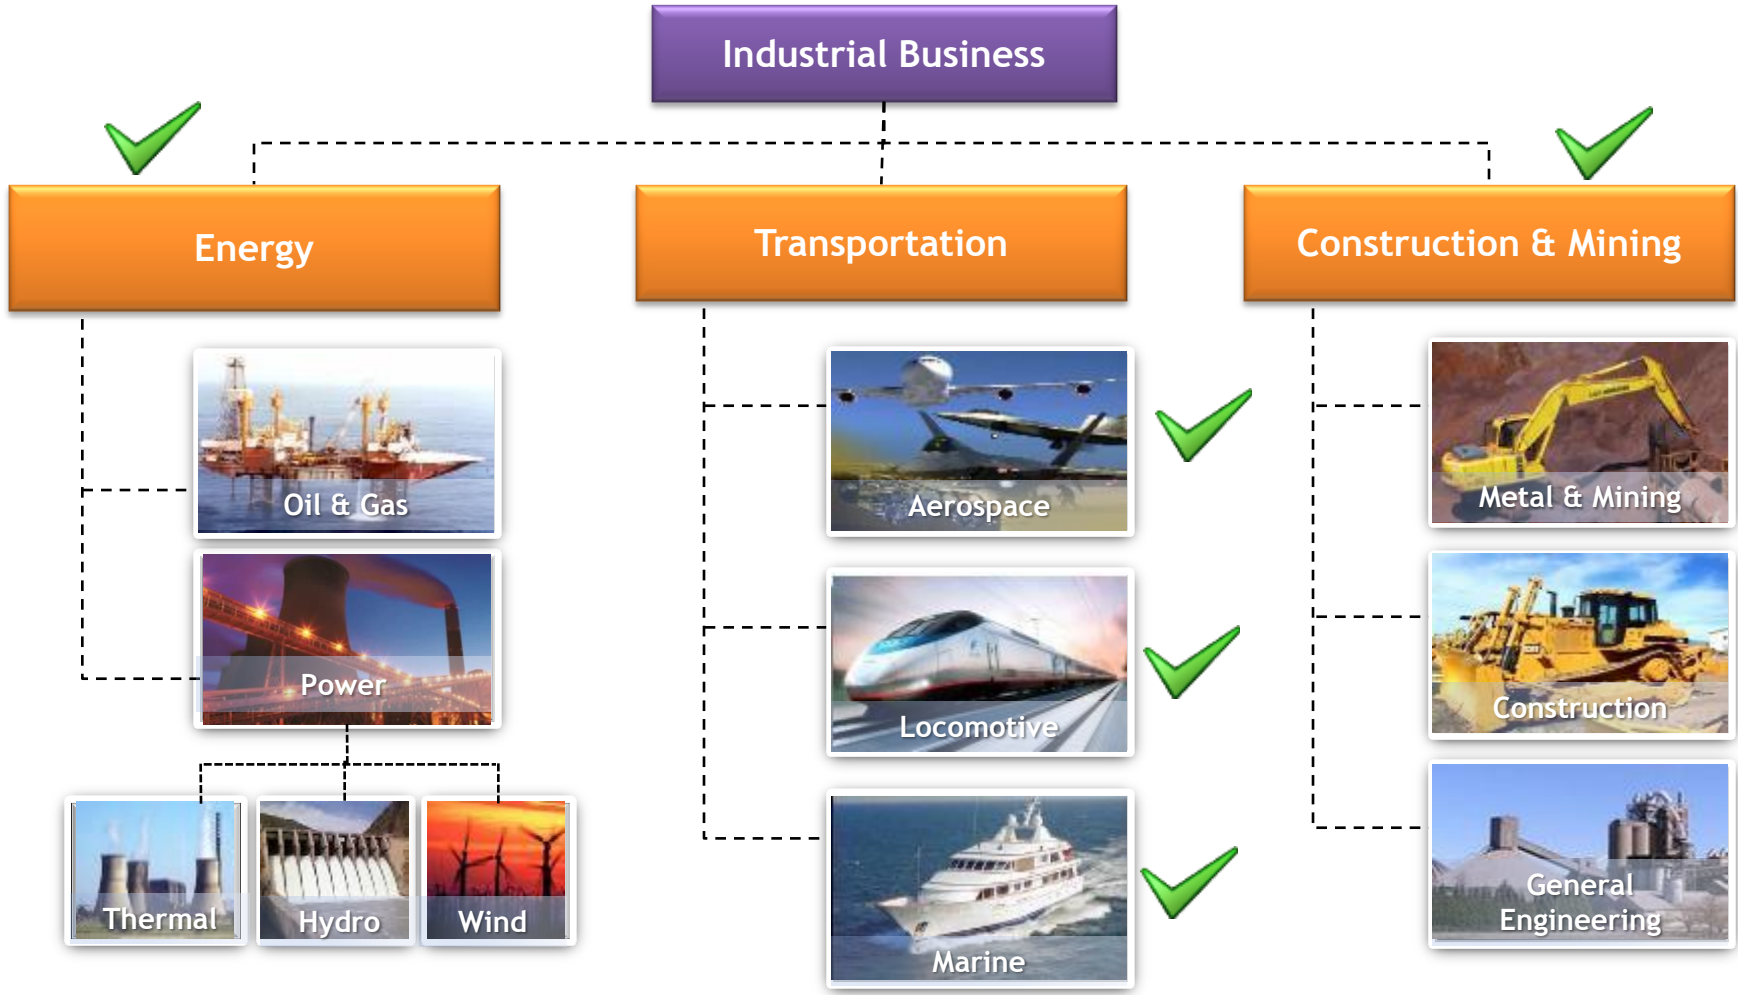 Industrial Business
Energy
Transportation
Construction & Mining
Oil & Gas
Power
Thermal
Hydro
Wind
Aerospace
Locomotive
Marine
Metal & Mining
Construction
General
Engineering